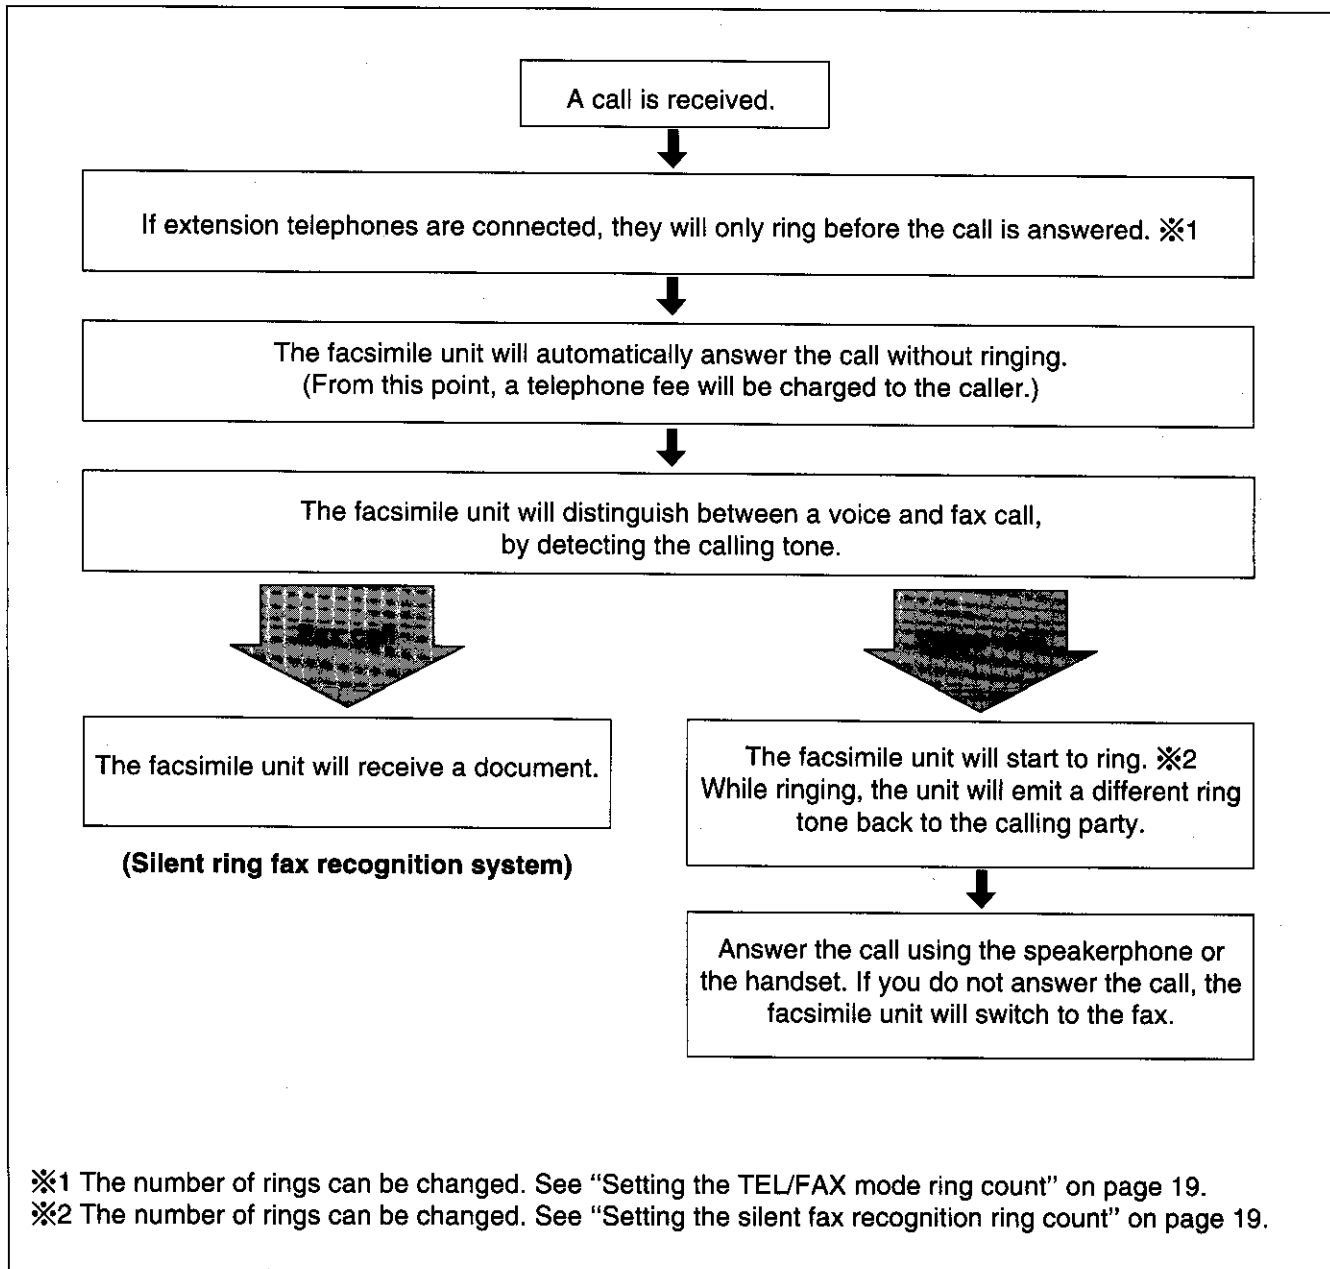 A call is received.
If extension telephones are connected, they will only ring before the call is answered. ※1
The facsimile unit will automatically answer the call without ringing.
(From this point, a telephone fee will be charged to the caller.)
The facsimile unit will distinguish between a voice and fax call,
by detecting the calling tone.
Fax call
The facsimile unit will receive a document.
(Silent ring fax recognition system)
The facsimile unit will start to ring. ※2
While ringing, the unit will emit a different ring
tone back to the calling party.
Answer the call using the speakerphone or
the handset. If you do not answer the call, the
facsimile unit will switch to the fax.
※1 The number of rings can be changed. See “Setting the TEL/FAX mode ring count” on page 19.
※2 The number of rings can be changed. See “Setting the silent fax recognition ring count” on page 19.